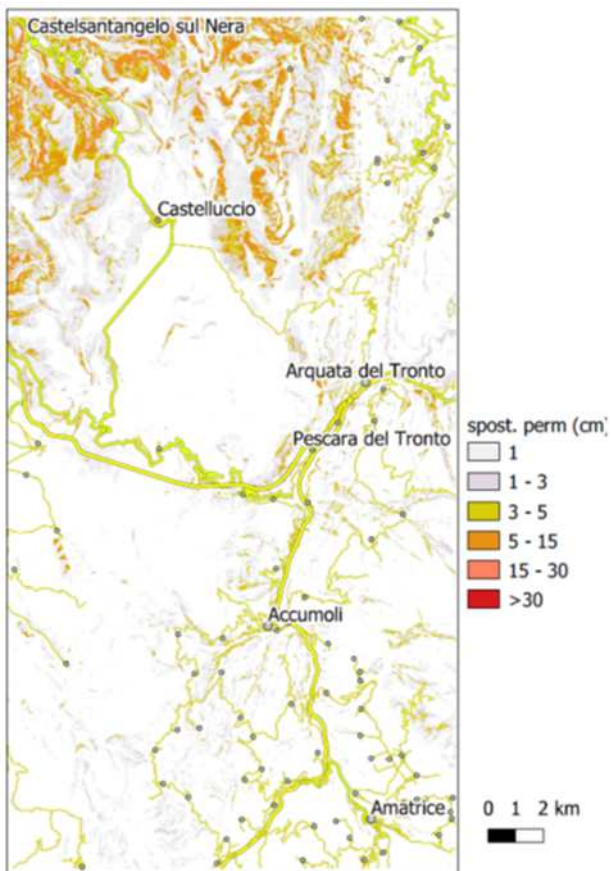 Castelsantangelo sul Nera
Castelluccio
Arquata del Tronto
Pescara del Tronto
Accumoli
Amatrice
spost. perm (cm)
1
1 - 3
3 - 5
5 - 15
15 - 30
>30
0 1 2 km